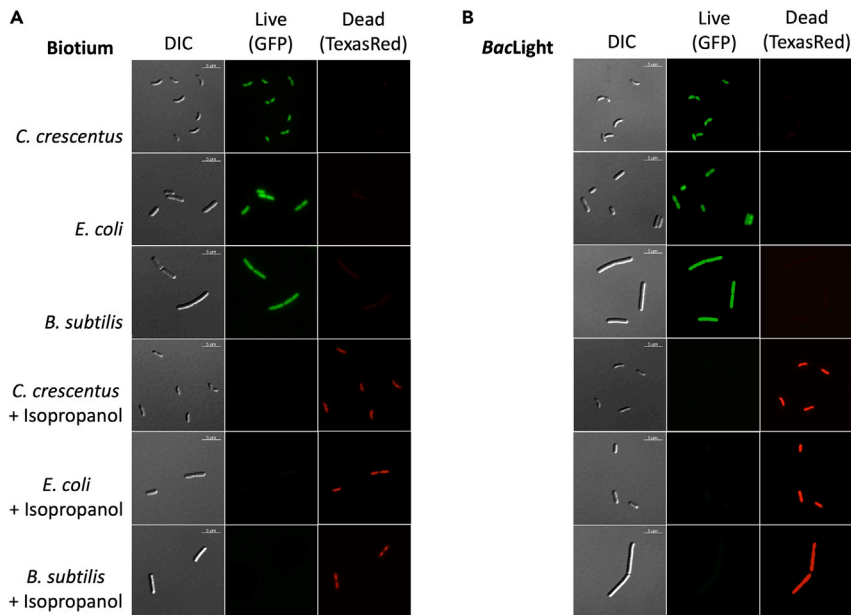 A
Biotium
DIC
Live
(GFP)
Dead
(TexasRed)
C. crescentus
E. coli
B. subtilis
C. crescentus
+ Isopropanol
E. coli
+ Isopropanol
B. subtilis
+ Isopropanol
B
BacLight
DIC
Live
(GFP)
Dead
(TexasRed)